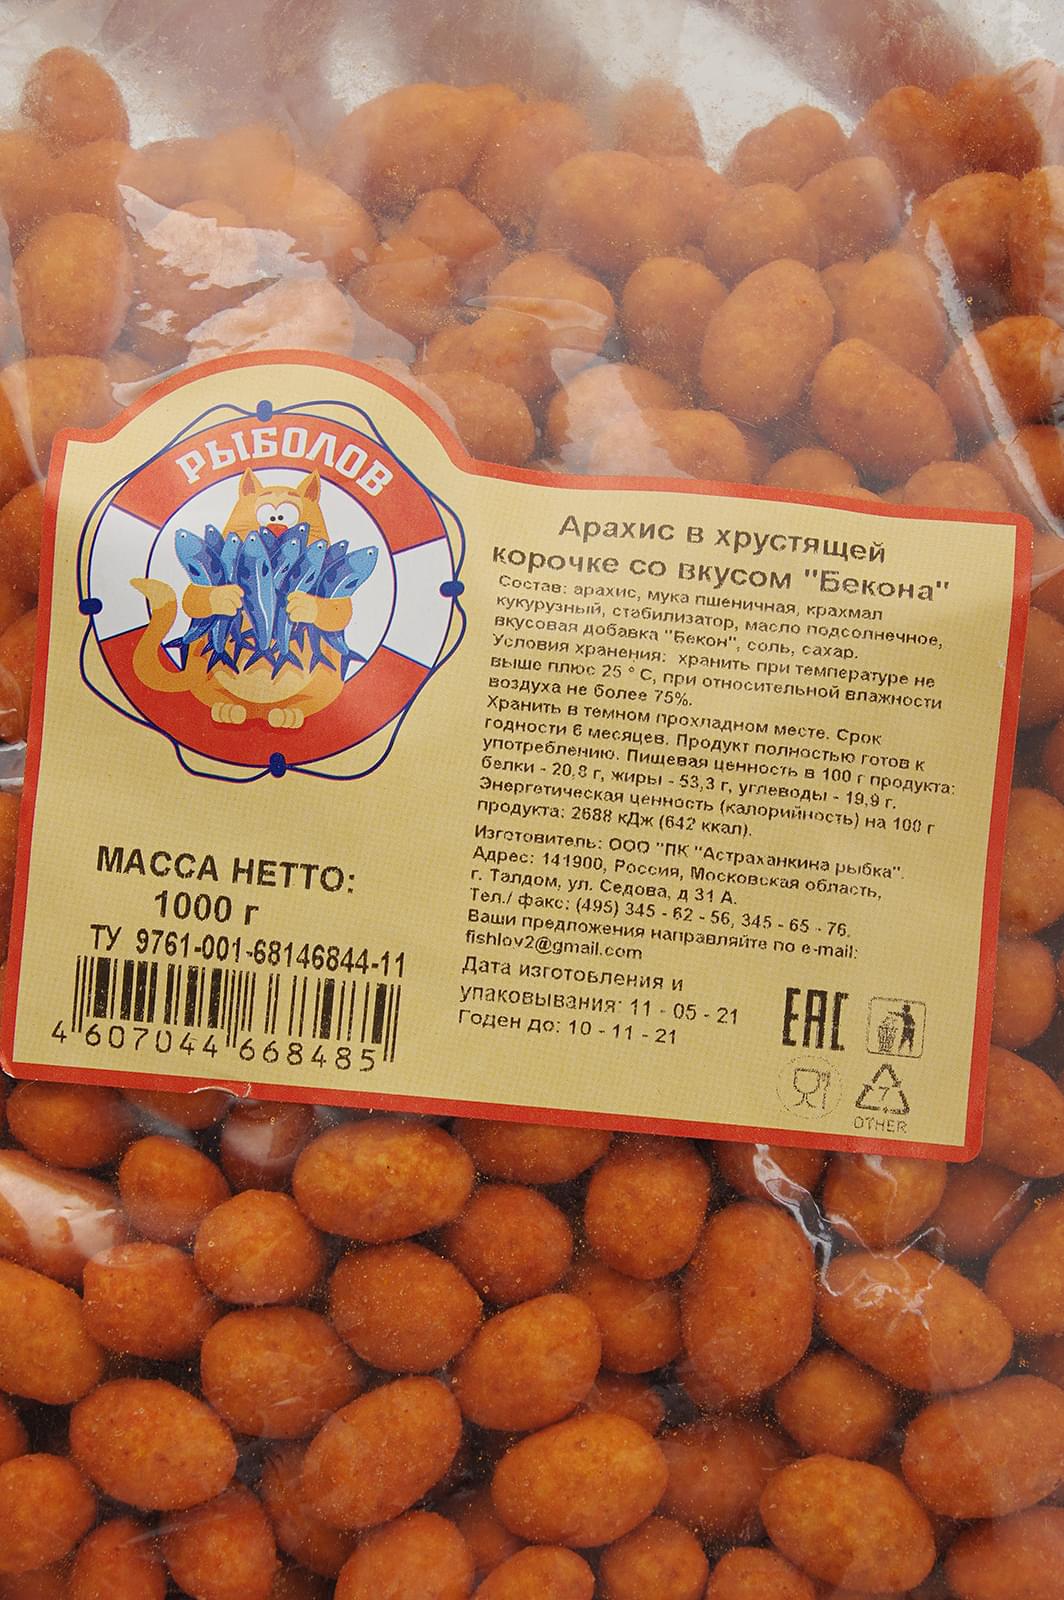 РЫБОЛОВ
Арахис в хрустящей
корочке со вкусом "Бекона"
Состав: арахис, мука пшеничная, крахмал
кукурузный, стабилизатор, масло подсолнечное,
вкусовая добавка "Бекон", соль, сахар.
Условия хранения: хранить при температуре не
выше плюс 25 ° С, при относительной влажности
воздуха не более 75%.
Хранить в темном прохладном месте. Срок
годности 6 месяцев. Продукт полностью готов к
употреблению. Пищевая ценность в 100 г продукта:
белки - 20,8 г, жиры - 53,3 г, углеводы - 19,9 г.
Энергетическая ценность (калорийность) на 100 г
продукта: 2688 кДж (642 ккал).
Изготовитель: ООО "ПК "Астраханкина рыбка".
Адрес: 141900, Россия, Московская область,
г. Талдом, ул. Седова, д 31 А.
Тел./ факс: (495) 345 - 62 - 56, 345 - 65 - 76.
Ваши предложения направляйте по e-mail:
fishlov2@gmail.com
Дата изготовления и
упаковывания: 11 - 05 - 21
Годен до: 10 - 11 - 21
МАССА НЕТТО:
1000 г
ТУ 9761-001-68146844-11
4 607044 668485
EAC
7
OTHER